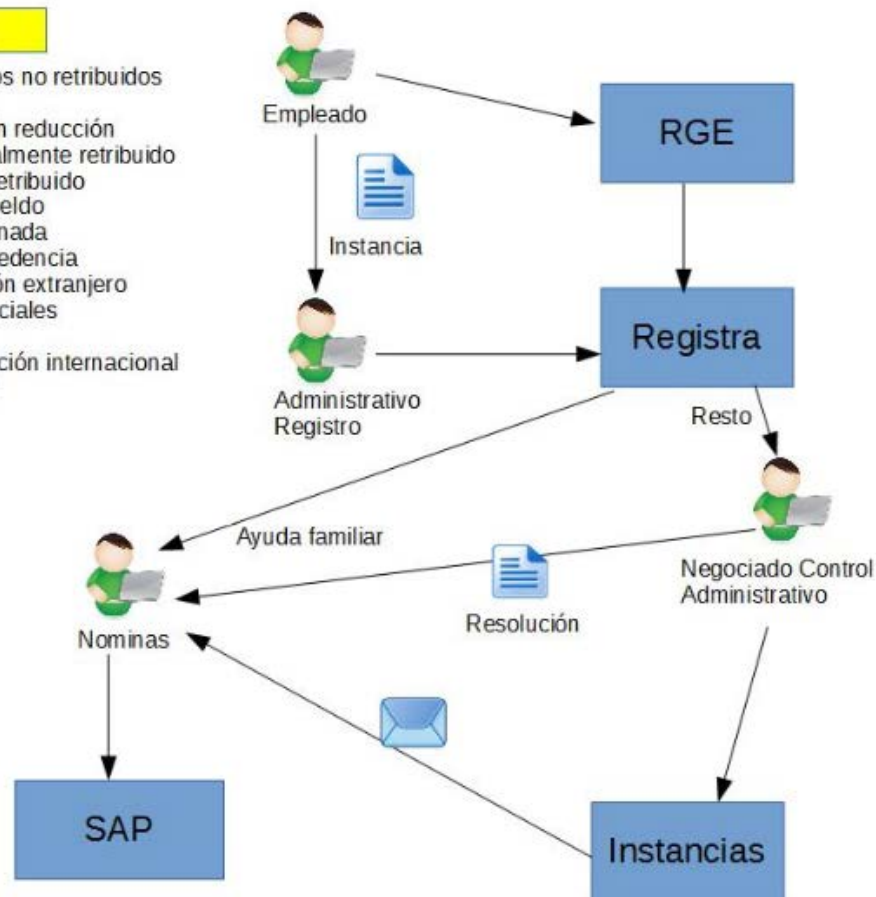 os no retribuidos
n reducción
almente retribuido
etribuido
eldo
nada
edencia
ón extranjero
ciales
ción internacional
Empleado
RGE
Instancia
Registra
Administrativo
Registro
Resto
Ayuda familiar
Negociado Control
Administrativo
Resolución
Nominas
SAP
Instancias